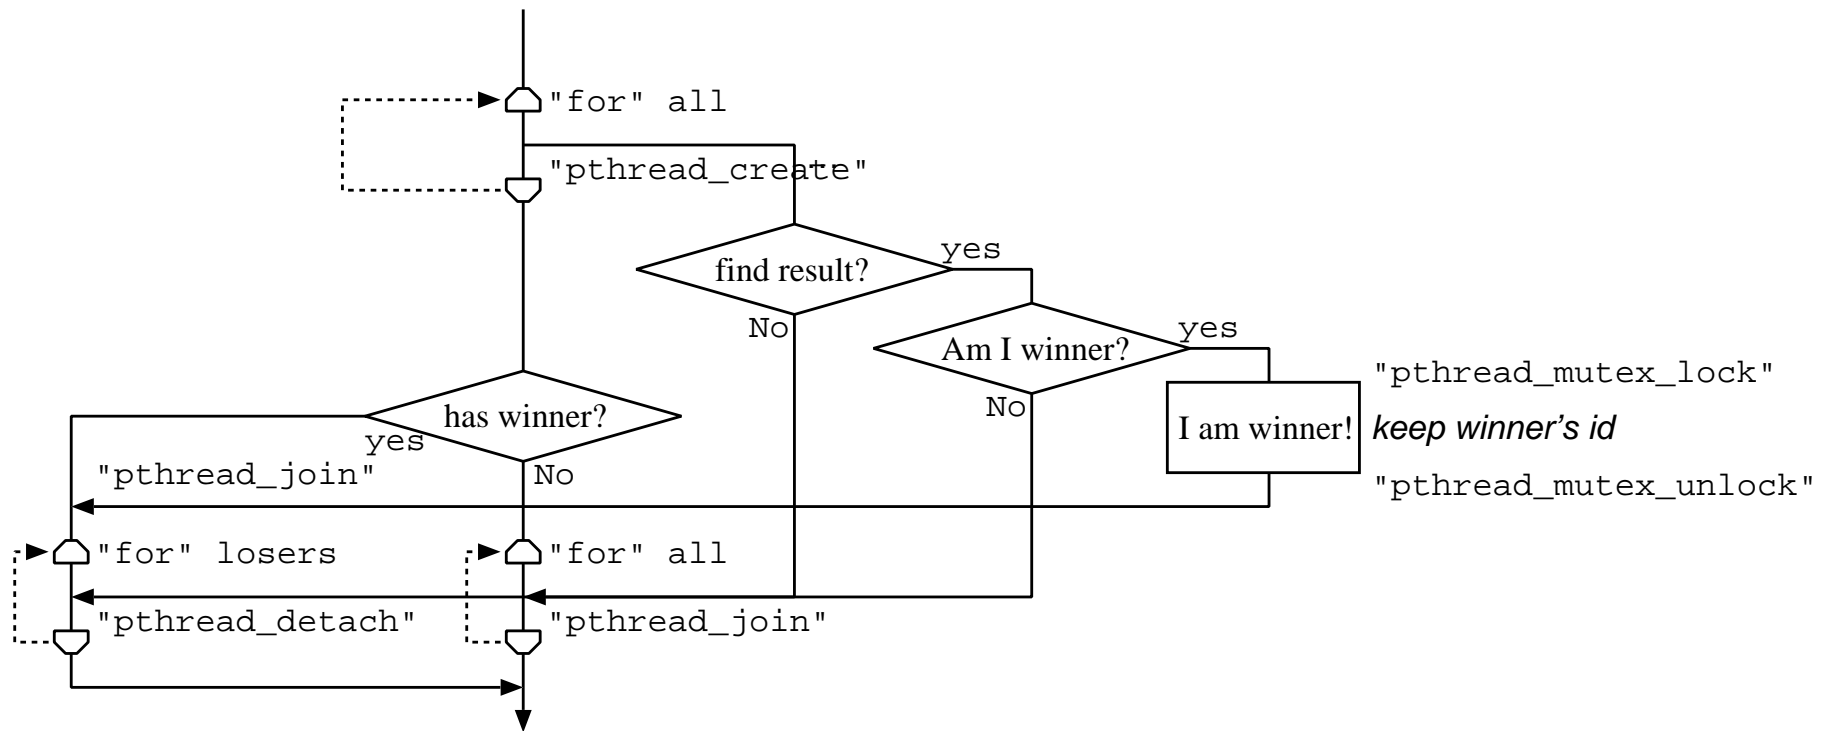 "for" all
"pthread_create"
yes
find result?
No
yes
Am I winner?
No
"pthread_mutex_lock"
I am winner!
keep winner's id
"pthread_mutex_unlock"
has winner?
yes
No
"pthread_join"
"for" losers
"for" all
"pthread_detach"
"pthread_join"